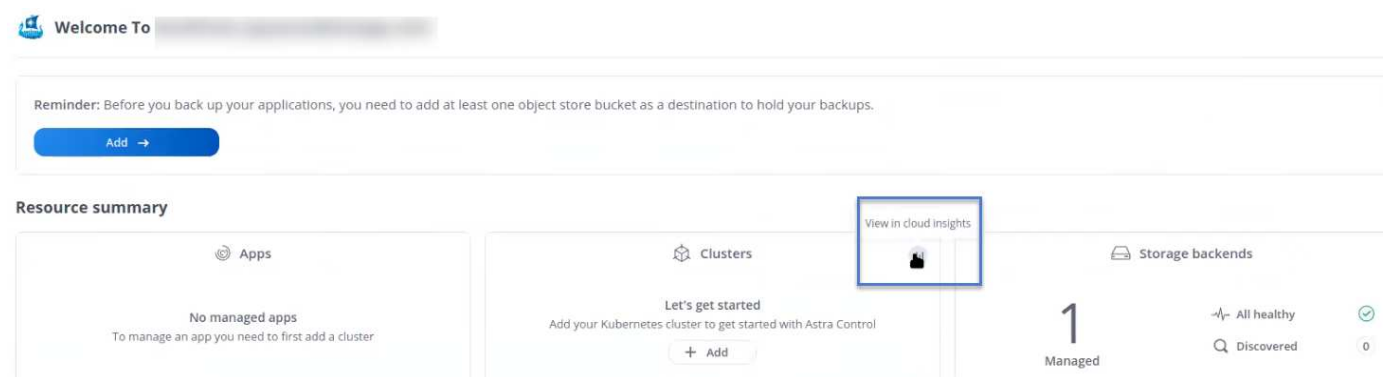 Welcome To
Reminder: Before you back up your applications, you need to add at least one object store bucket as a destination to hold your backups.
Add →
Resource summary
View in cloud insights
Apps
No managed apps
To manage an app you need to first add a cluster
Clusters
Let's get started
Add your Kubernetes cluster to get started with Astra Control
+ Add
Storage backends
1
Managed
All healthy
Discovered 0